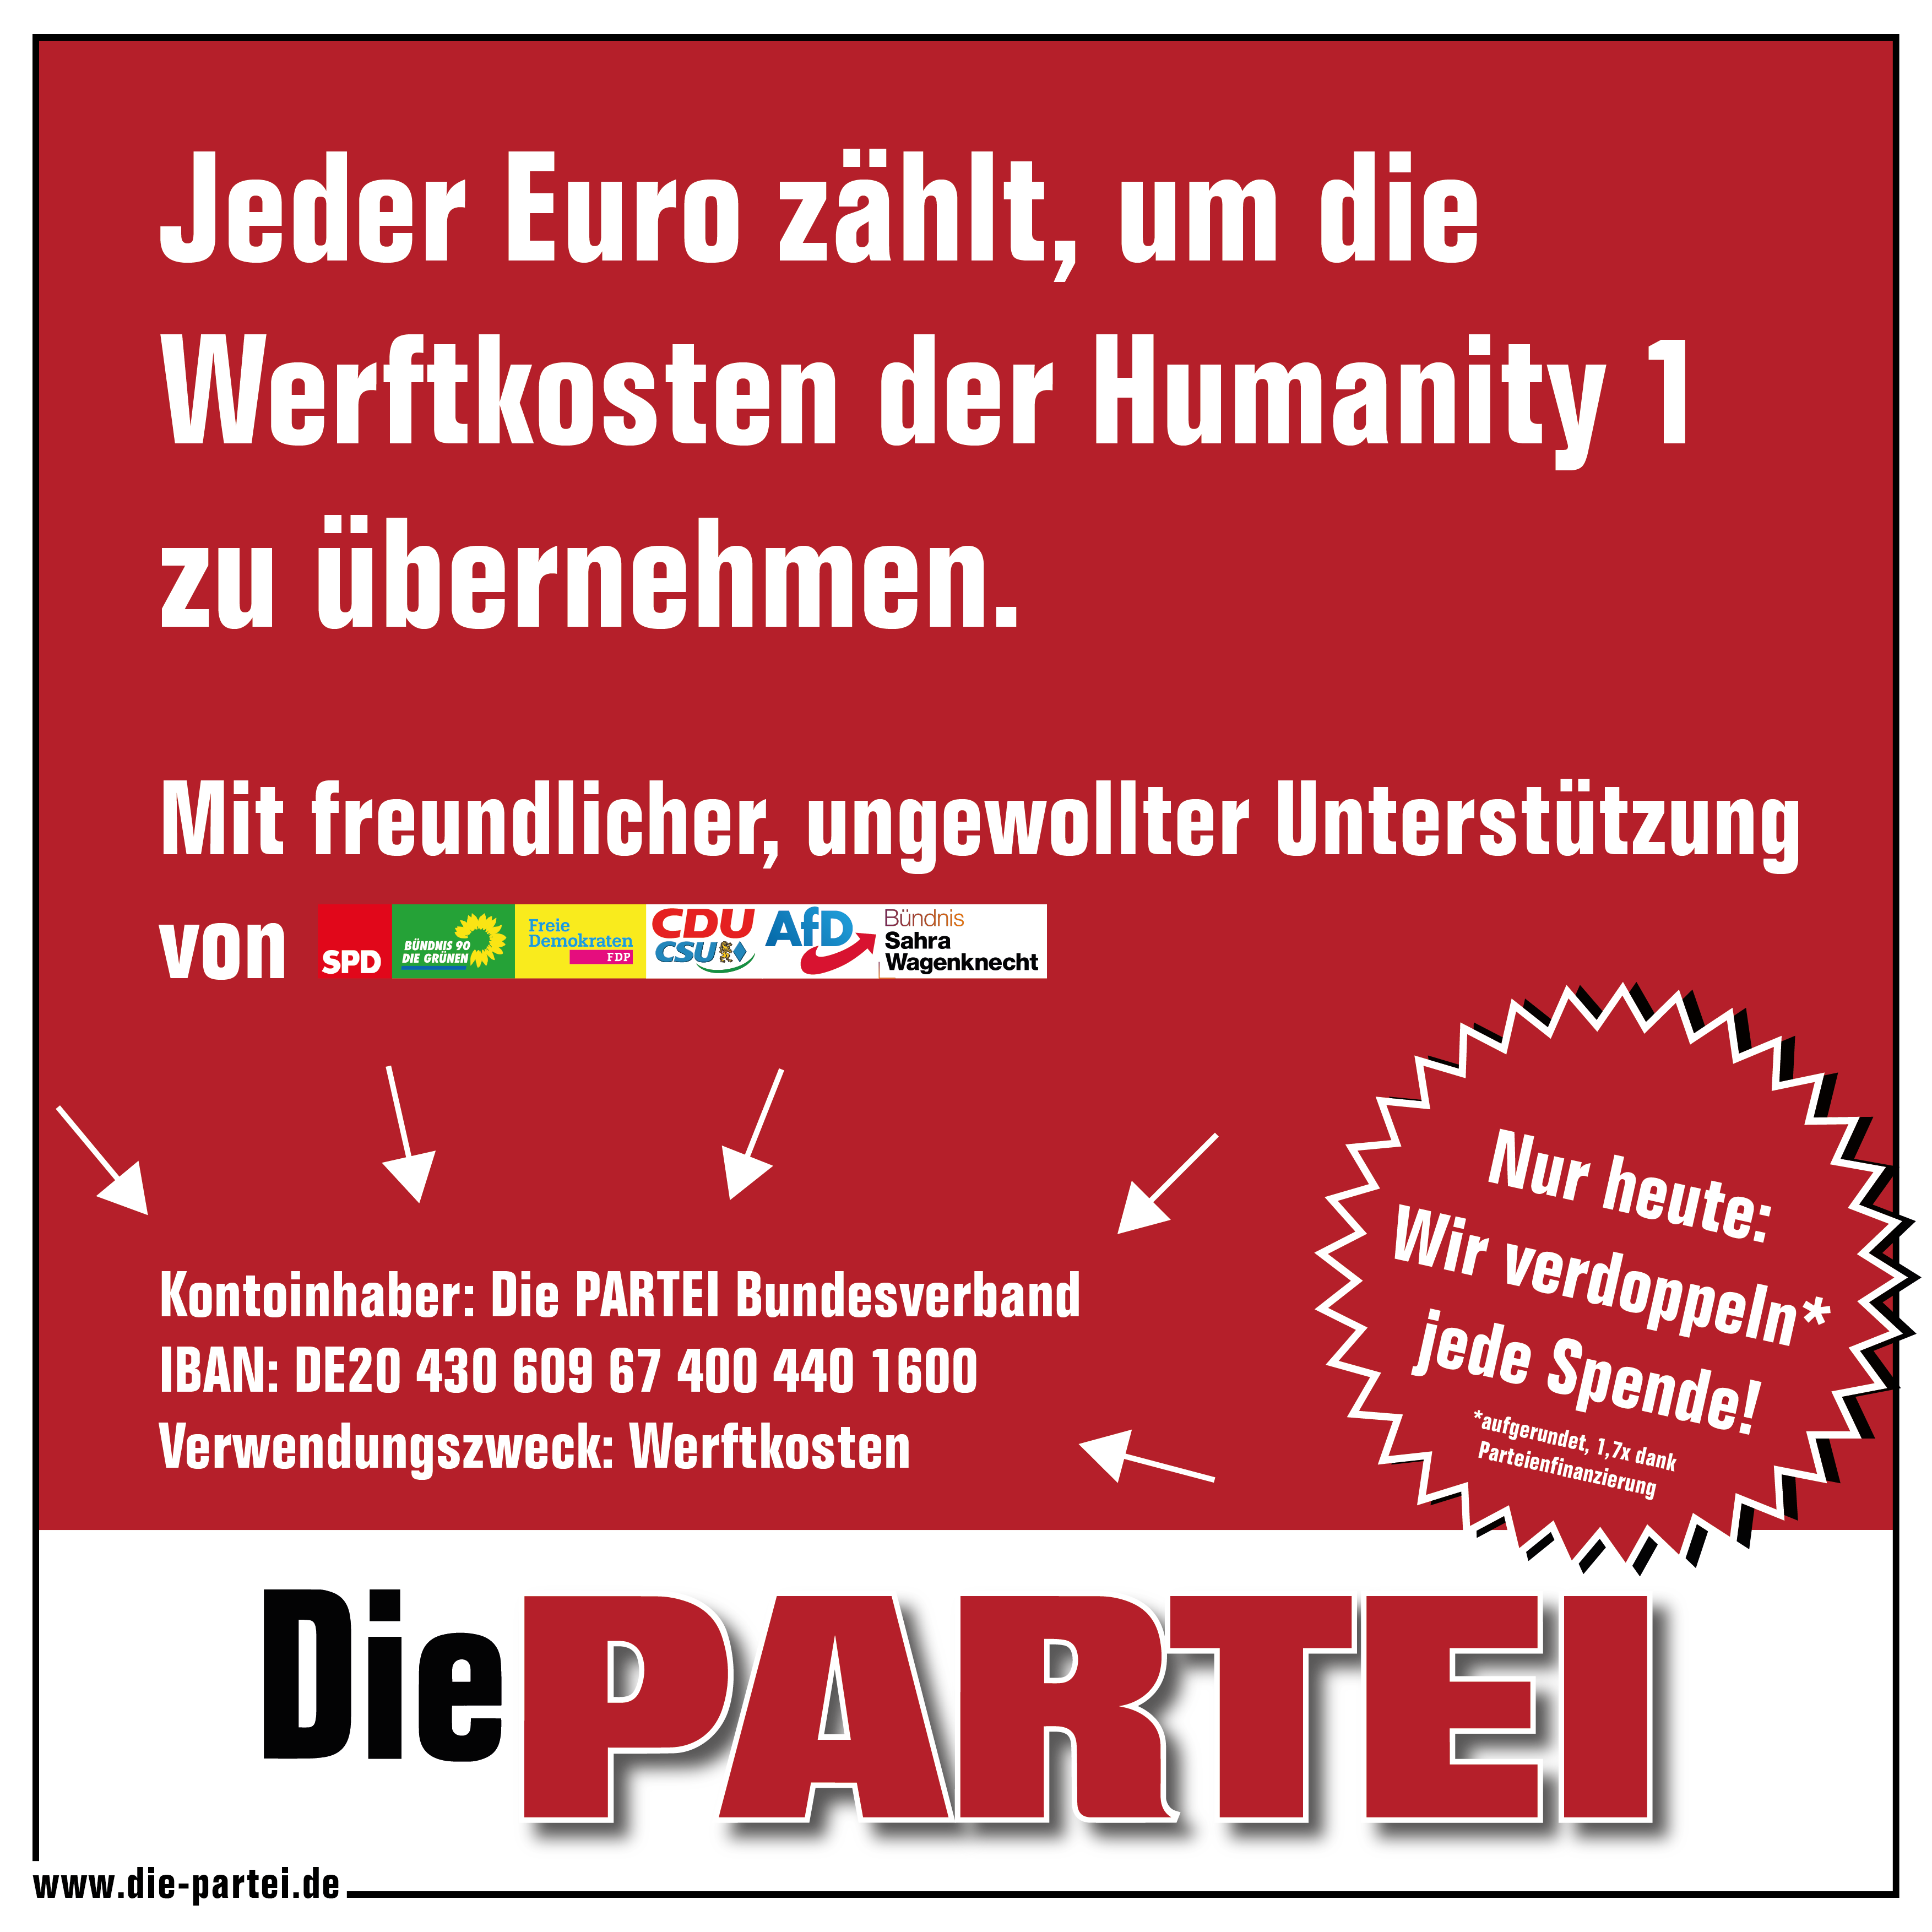 Jeder Euro zählt, um die
Werftkosten der Humanity 1
zu übernehmen.
Mit freundlicher, ungewollter Unterstützung
von SPD BÜNDNIS 90 DIE GRÜNEN Freie Demokraten FDP CDU CSU AfD Bündnis Sahra Wagenknecht
Kontoinhaber: Die PARTEI Bundesverband
IBAN: DE20 430 609 67 400 440 1600
Verwendungszweck: Werftkosten
Nur heute:
Wir verdoppeln*
jede Spende!
*aufgerundet, 1,7x dank
Parteienfinanzierung
Die PARTEI
www.die-partei.de